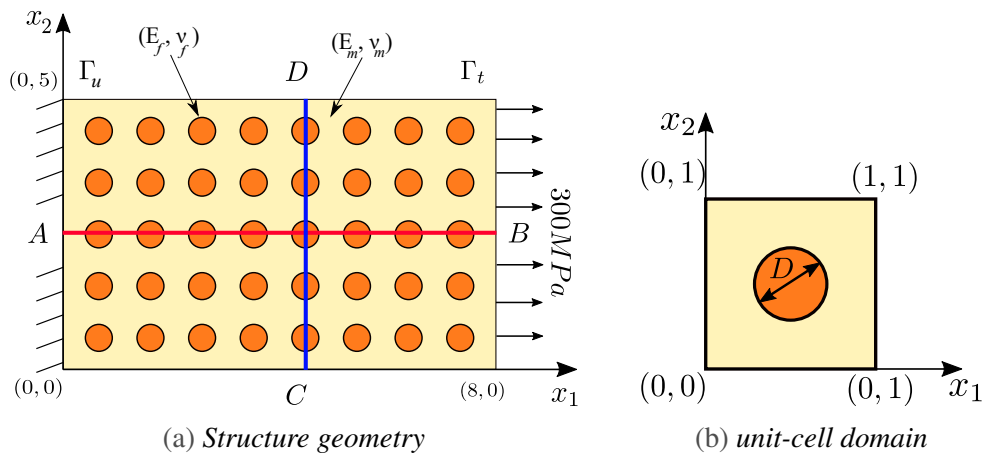 x₂
(E_f, ν_f)
(E_m, ν_m)
(0, 5)
Γ_u
D
Γ_t
A
B
300MPa
(0, 0)
C
(8, 0)
x₁
(a) Structure geometry
x₂
(0, 1)
(1, 1)
D
(0, 0)
(0, 1)
x₁
(b) unit-cell domain